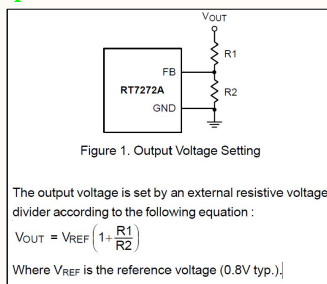 VOUT
R1
FB
RT7272A
R2
GND
Figure 1. Output Voltage Setting
The output voltage is set by an external resistive voltage
divider according to the following equation :
VOUT = VREF (1+ R1/R2)
Where VREF is the reference voltage (0.8V typ.).